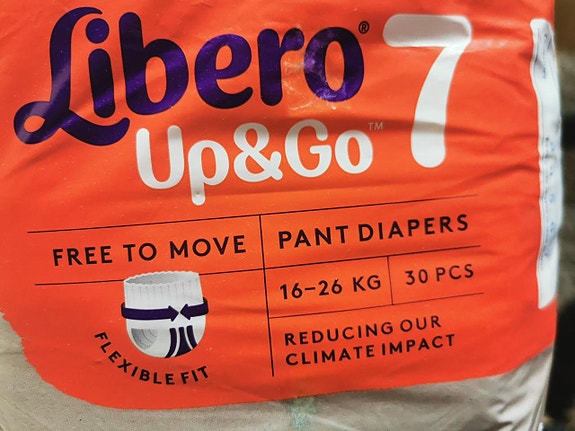 Libero®
7
Up&Go™
FREE TO MOVE
PANT DIAPERS
16–26 KG
30 PCS
FLEXIBLE FIT
REDUCING OUR
CLIMATE IMPACT